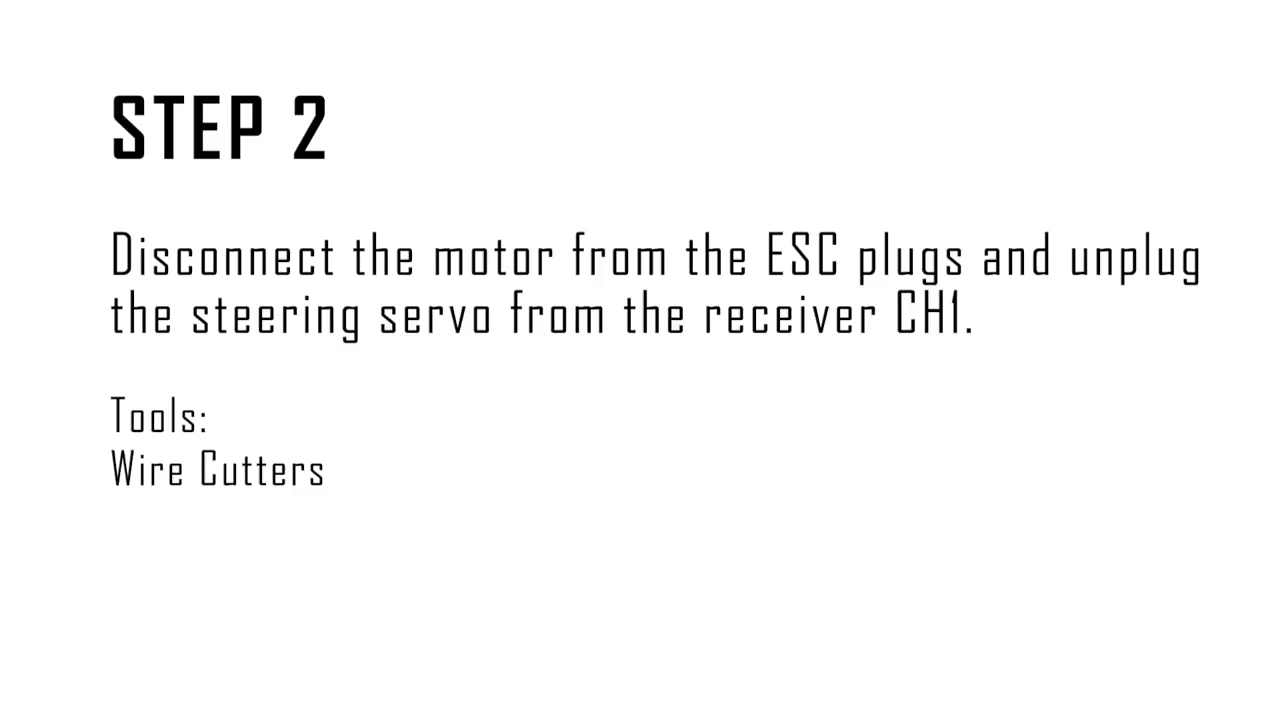 STEP 2
Disconnect the motor from the ESC plugs and unplug
the steering servo from the receiver CH1.
Tools:
Wire Cutters